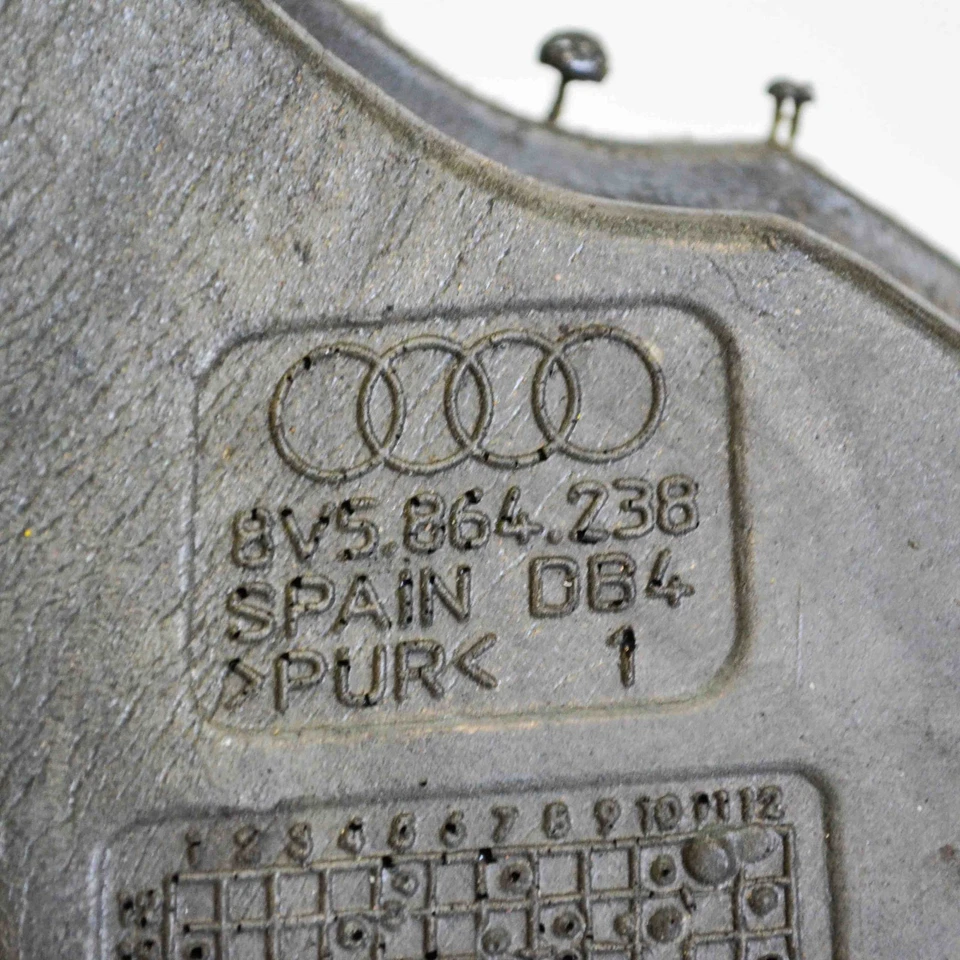 8V5.864.238
SPAIN DB4
>PUR< 1
1 2 3 4 5 6 7 8 9 10 11 12